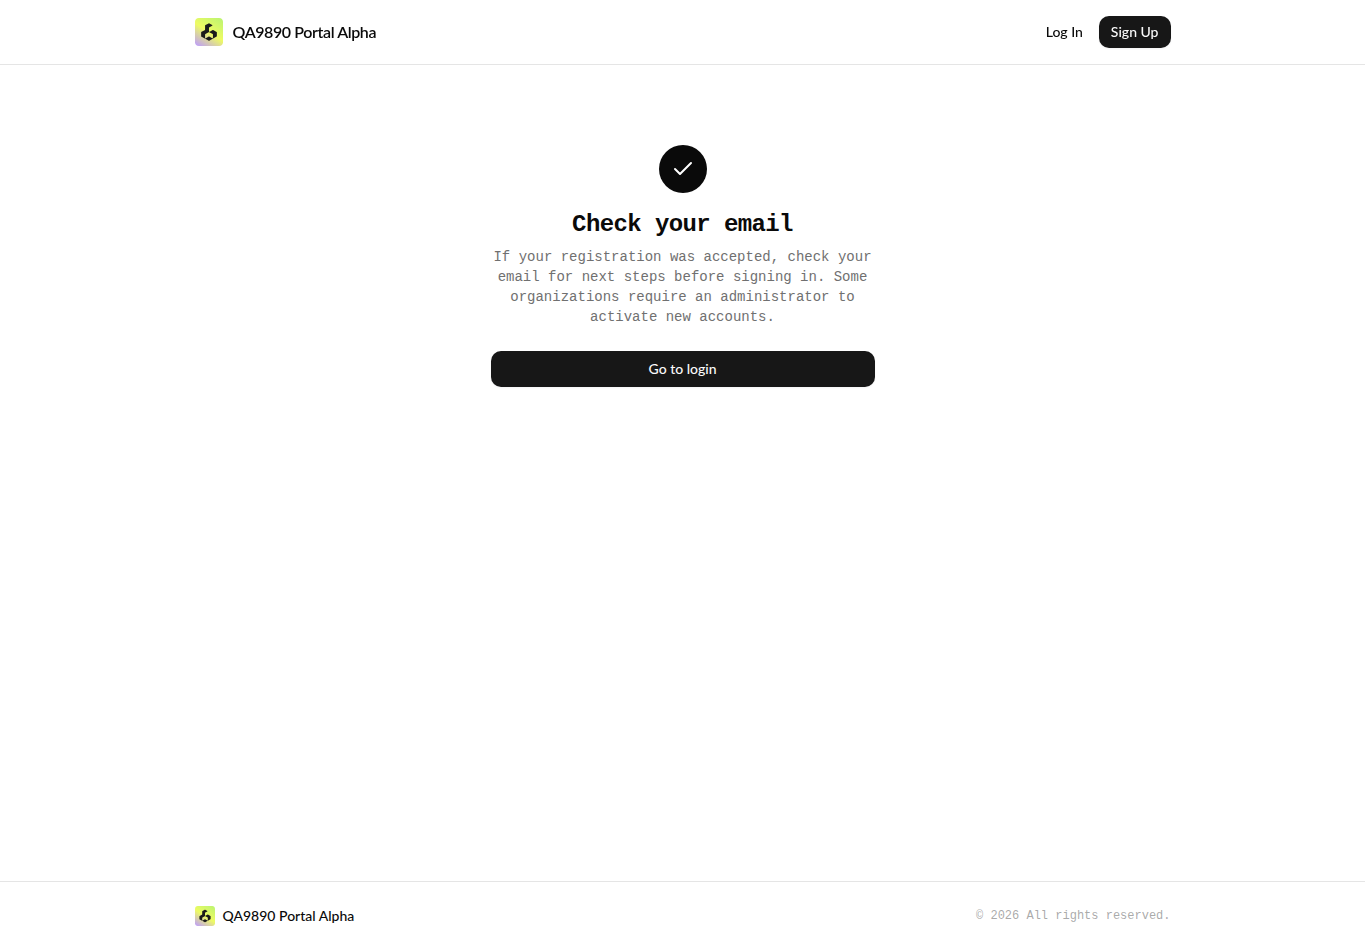 QA9890 Portal Alpha
Log In
Sign Up
Check your email
If your registration was accepted, check your
email for next steps before signing in. Some
organizations require an administrator to
activate new accounts.
Go to login
QA9890 Portal Alpha
© 2026 All rights reserved.